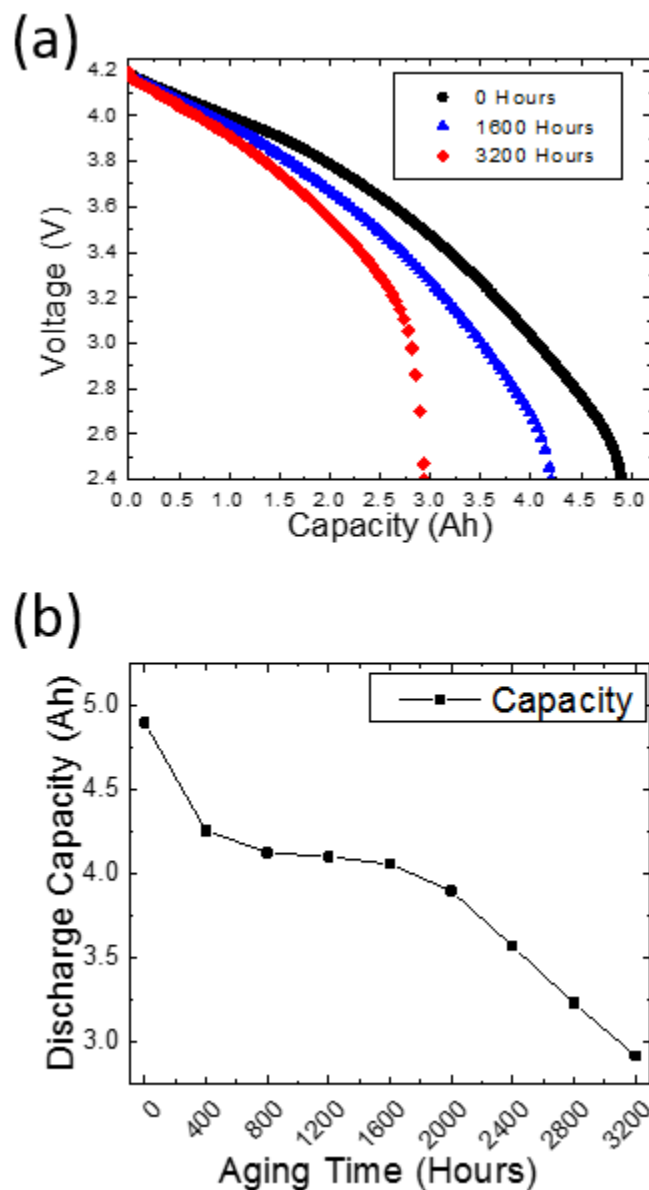 (a)
0 Hours
1600 Hours
3200 Hours
Voltage (V)
4.2
4.0
3.8
3.6
3.4
3.2
3.0
2.8
2.6
2.4
0.0 0.5 1.0 1.5 2.0 2.5 3.0 3.5 4.0 4.5 5.0
Capacity (Ah)
(b)
Capacity
Discharge Capacity (Ah)
5.0
4.5
4.0
3.5
3.0
0 400 800 1200 1600 2000 2400 2800 3200
Aging Time (Hours)